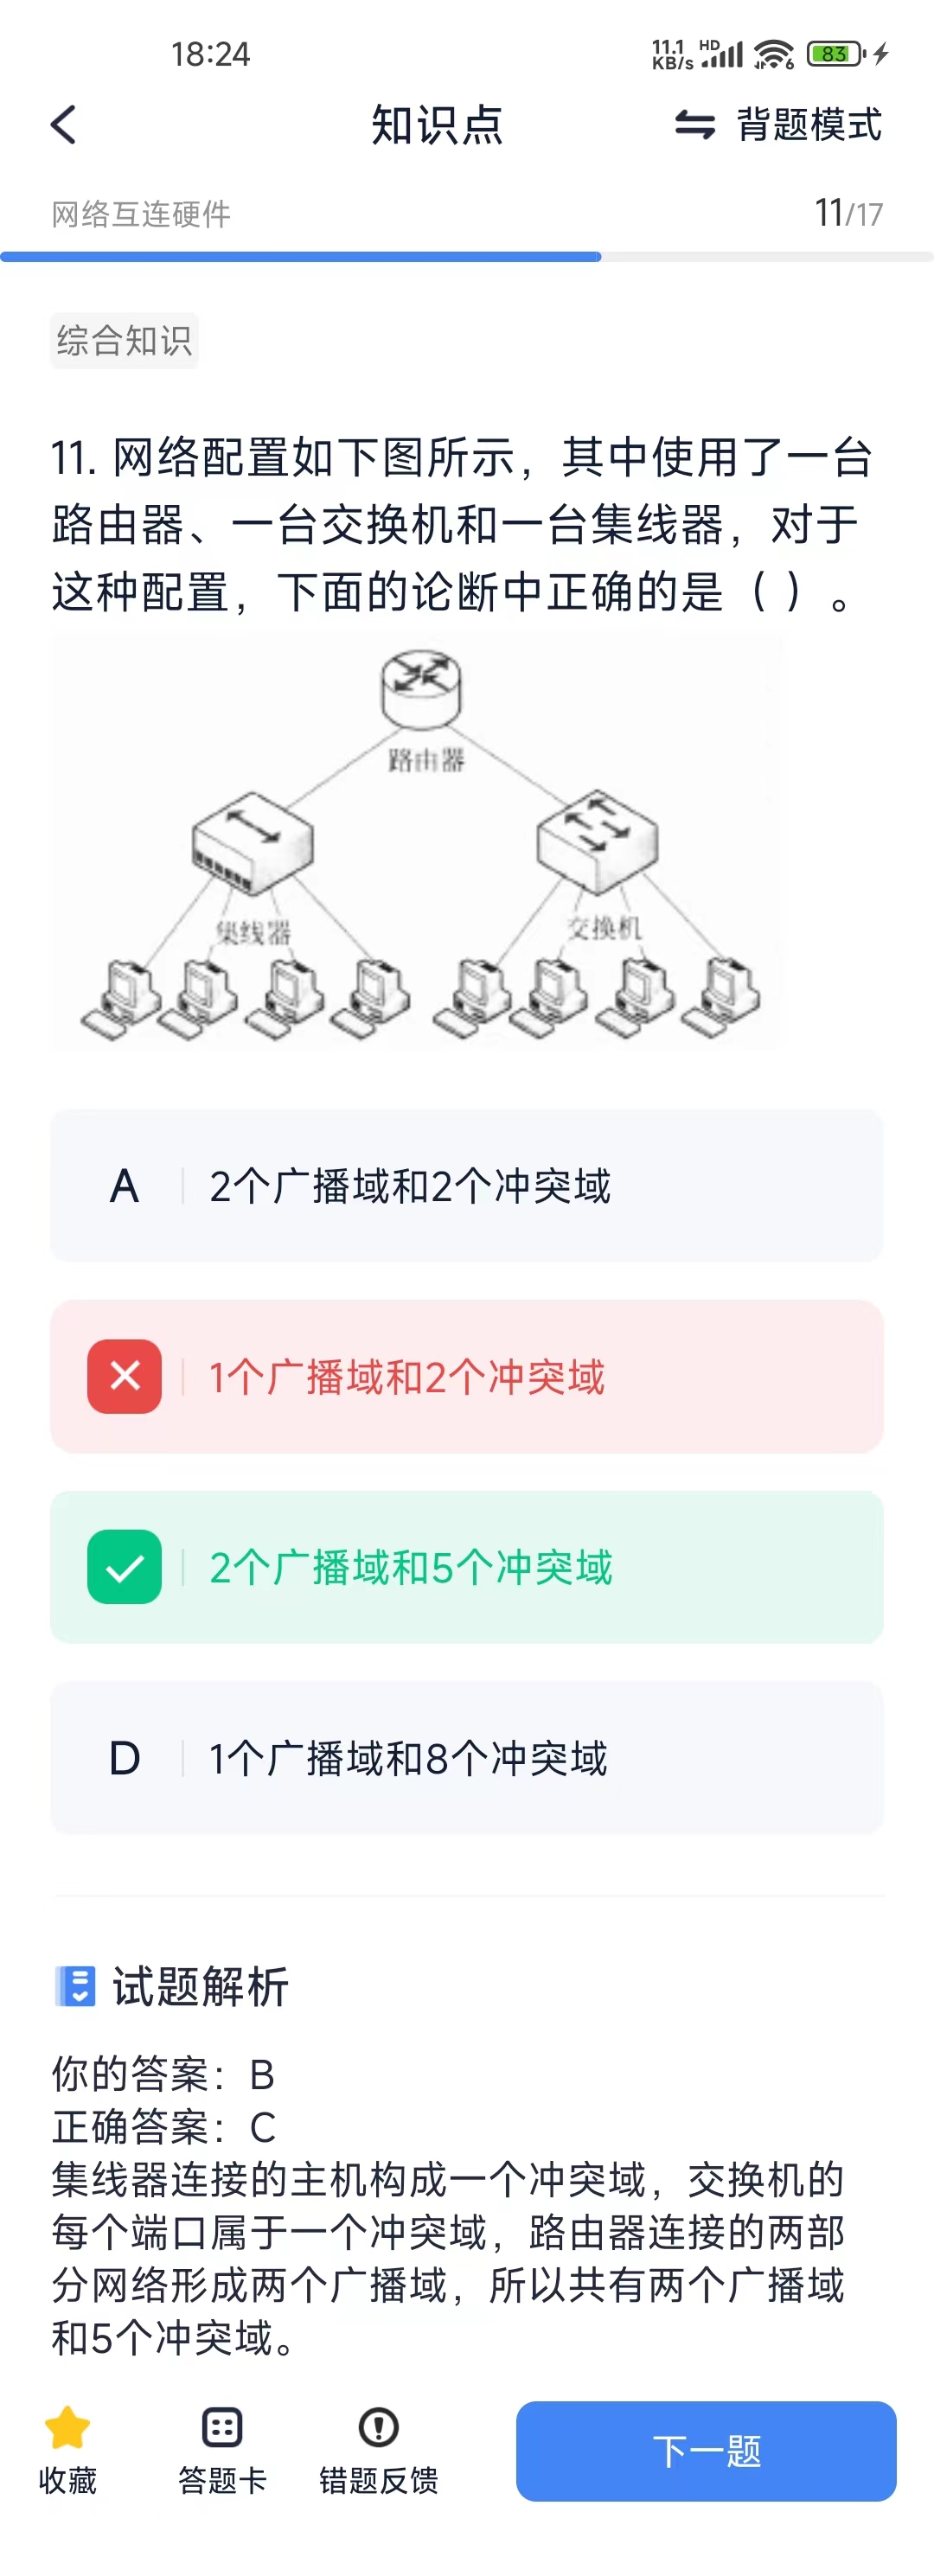 18:24
11.1 KB/s HD 6 83
知识点
背题模式
网络互连硬件
11/17
综合知识
11. 网络配置如下图所示，其中使用了一台
路由器、一台交换机和一台集线器，对于
这种配置，下面的论断中正确的是（ ）。
路由器
集线器
交换机
A 2个广播域和2个冲突域
1个广播域和2个冲突域
2个广播域和5个冲突域
D 1个广播域和8个冲突域
试题解析
你的答案：B
正确答案：C
集线器连接的主机构成一个冲突域，交换机的
每个端口属于一个冲突域，路由器连接的两部
分网络形成两个广播域，所以共有两个广播域
和5个冲突域。
收藏
答题卡
错题反馈
下一题